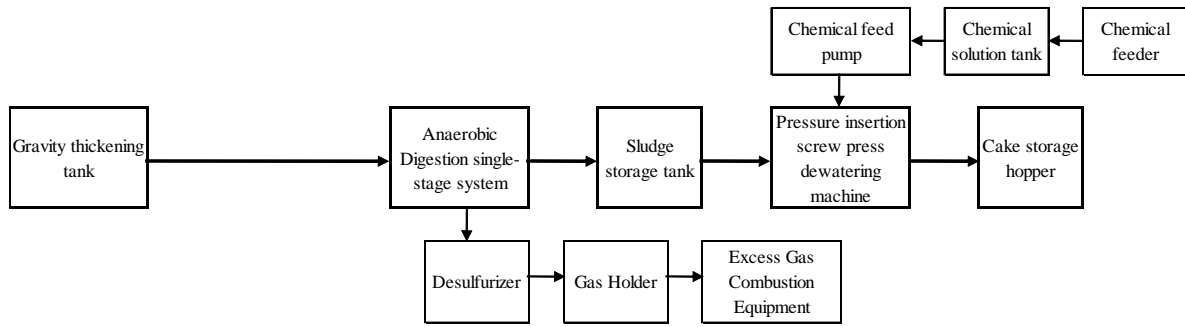 Chemical feed
pump
Chemical
solution tank
Chemical
feeder
Gravity thickening
tank
Anaerobic
Digestion single-
stage system
Sludge
storage tank
Pressure insertion
screw press
dewatering
machine
Cake storage
hopper
Desulfurizer
Gas Holder
Excess Gas
Combustion
Equipment